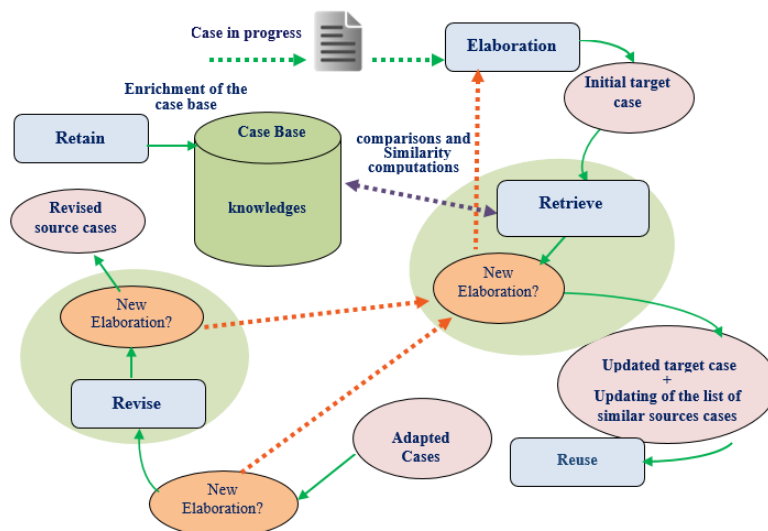 Case in progress
Elaboration
Initial target
case
Enrichment of the
case base
Retain
Case Base
knowledges
comparisons and
Similarity
computations
Retrieve
Revised
source cases
New
Elaboration?
New
Elaboration?
Revise
Updated target case
+
Updating of the list of
similar sources cases
Reuse
Adapted
Cases
New
Elaboration?